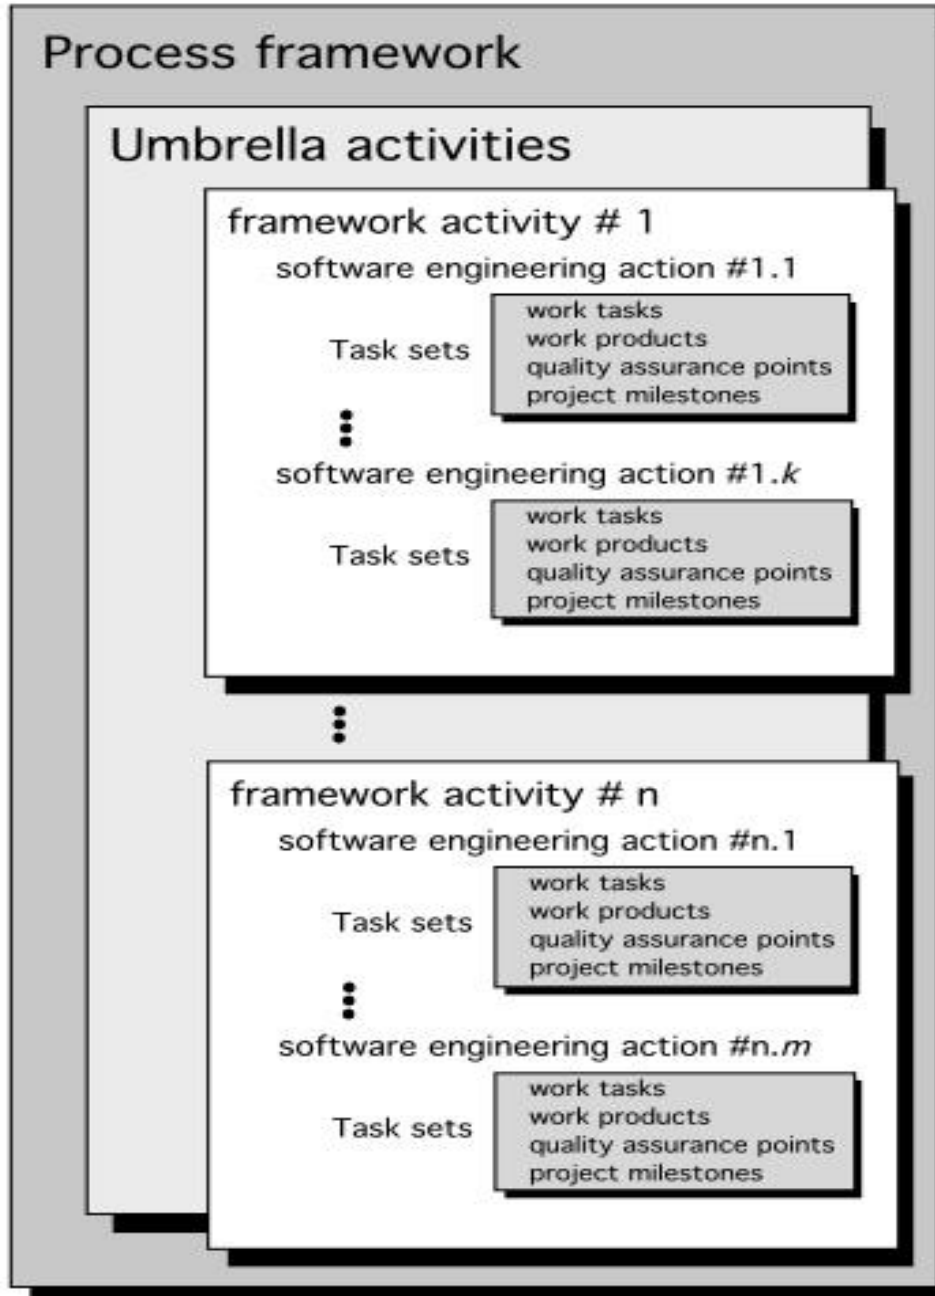 Process framework
Umbrella activities
framework activity # 1
software engineering action #1.1
Task sets
work tasks
work products
quality assurance points
project milestones
software engineering action #1.k
Task sets
work tasks
work products
quality assurance points
project milestones
framework activity # n
software engineering action #n.1
Task sets
work tasks
work products
quality assurance points
project milestones
software engineering action #n.m
Task sets
work tasks
work products
quality assurance points
project milestones